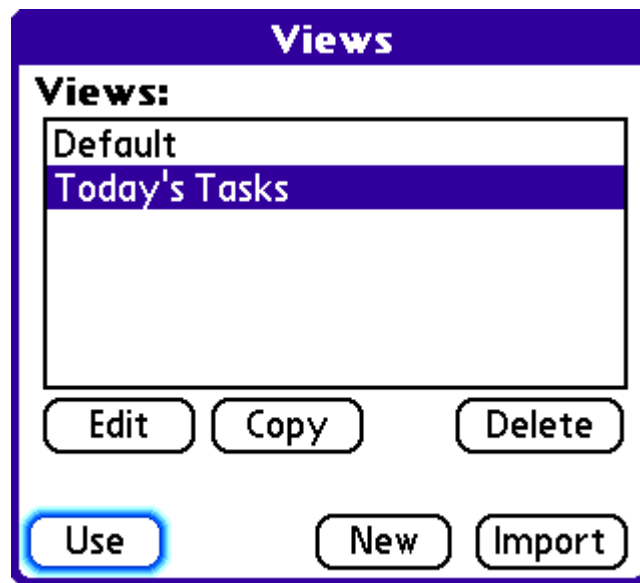 Views
Views:
Default
Today's Tasks
Edit Copy Delete
Use New Import